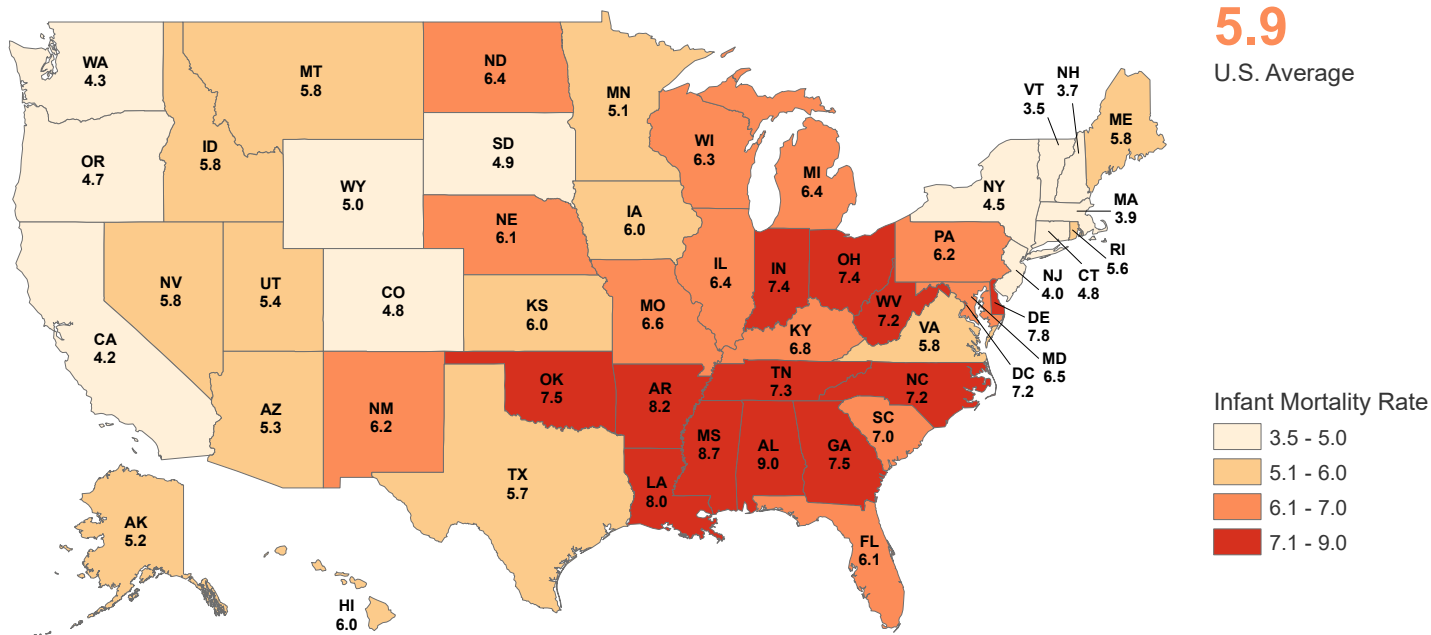 5.9
U.S. Average
WA
4.3
MT
5.8
ND
6.4
MN
5.1
VT
3.5
NH
3.7
ME
5.8
OR
4.7
ID
5.8
WY
5.0
SD
4.9
WI
6.3
MI
6.4
NY
4.5
MA
3.9
RI
5.6
CT
4.8
NJ
4.0
NE
6.1
IA
6.0
PA
6.2
NV
5.8
UT
5.4
CO
4.8
KS
6.0
MO
6.6
IL
6.4
IN
7.4
OH
7.4
WV
7.2
VA
5.8
DE
7.8
MD
6.5
DC
7.2
CA
4.2
KY
6.8
AZ
5.3
NM
6.2
OK
7.5
AR
8.2
TN
7.3
NC
7.2
SC
7.0
MS
8.7
AL
9.0
GA
7.5
TX
5.7
LA
8.0
FL
6.1
AK
5.2
HI
6.0
Infant Mortality Rate
3.5 - 5.0
5.1 - 6.0
6.1 - 7.0
7.1 - 9.0